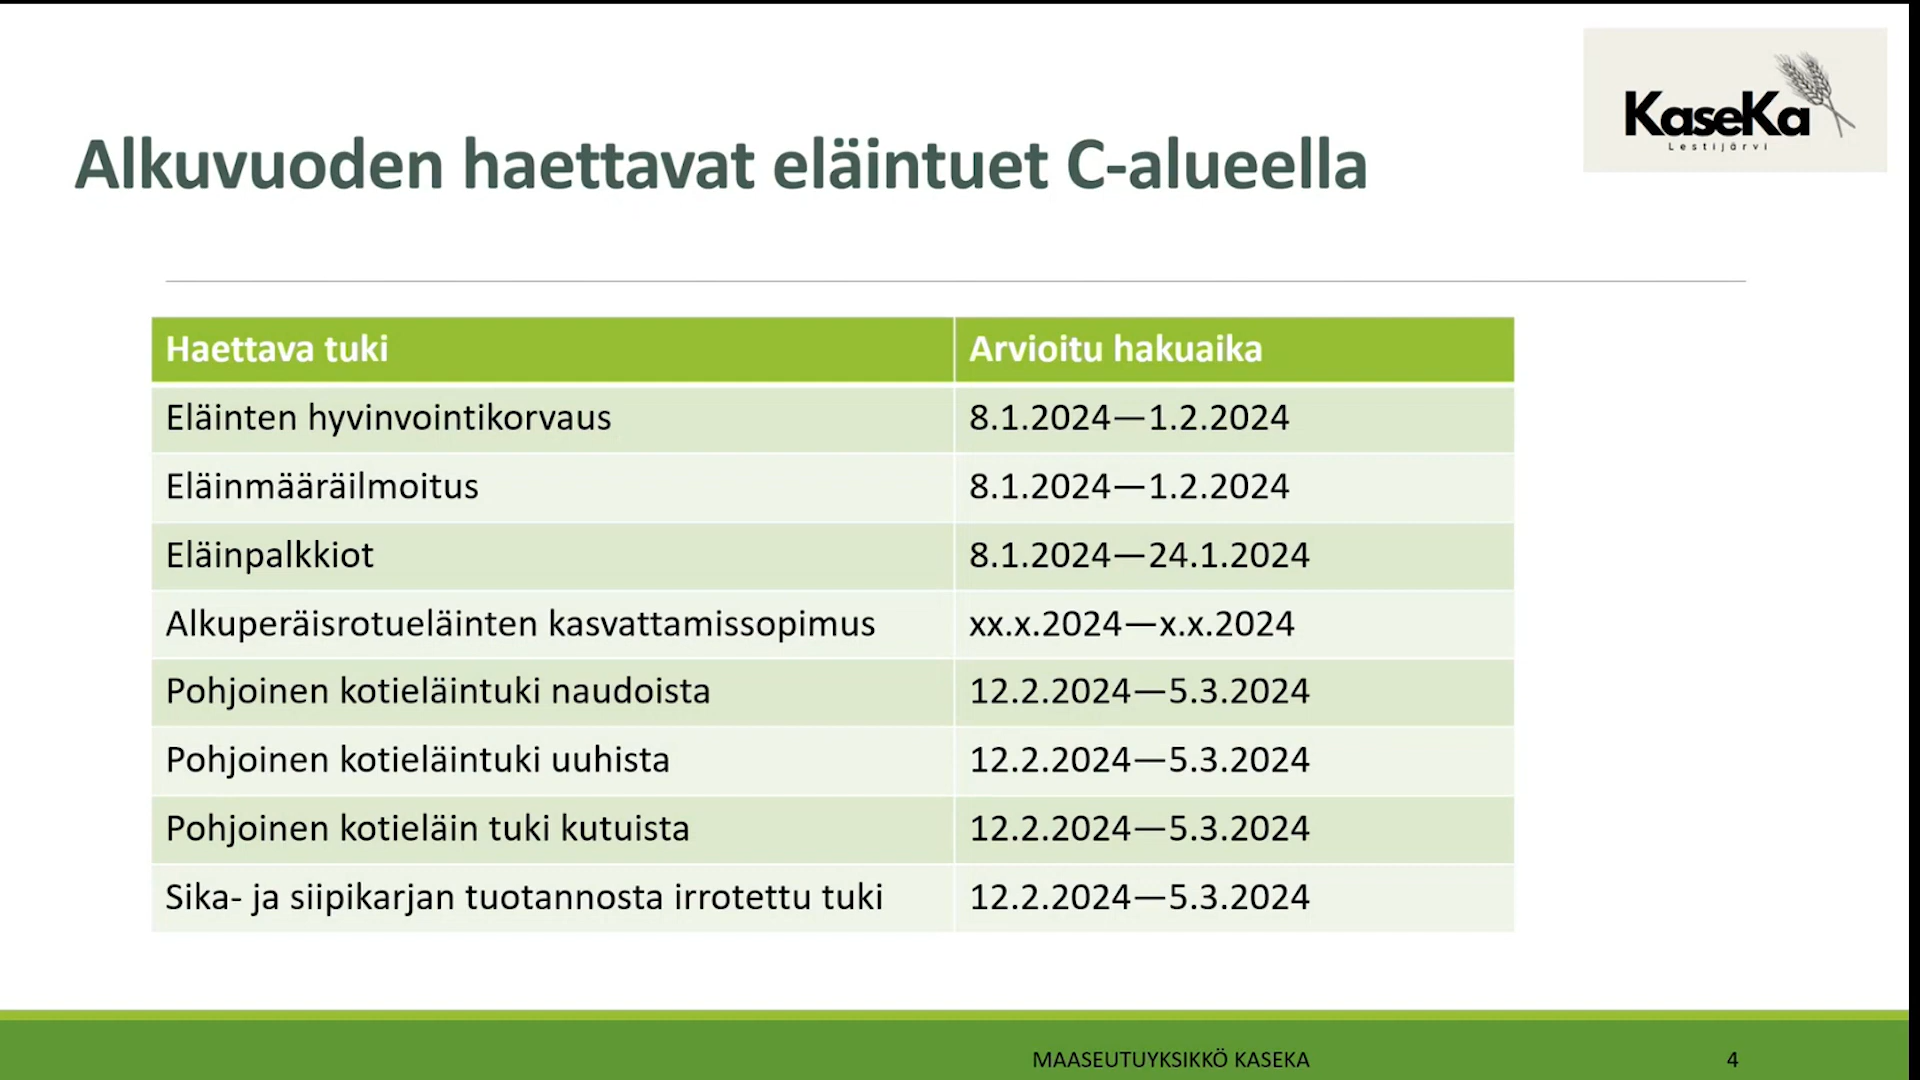 KaseKa
Lestijärvi
Alkuvuoden haettavat eläintuet C-alueella
Haettava tuki Arvioitu hakuaika
Eläinten hyvinvointikorvaus 8.1.2024—1.2.2024
Eläinmääräilmoitus 8.1.2024—1.2.2024
Eläinpalkkiot 8.1.2024—24.1.2024
Alkuperäisrotueläinten kasvattamissopimus xx.x.2024—x.x.2024
Pohjoinen kotieläintuki naudoista 12.2.2024—5.3.2024
Pohjoinen kotieläintuki uuhista 12.2.2024—5.3.2024
Pohjoinen kotieläin tuki kutuista 12.2.2024—5.3.2024
Sika- ja siipikarjan tuotannosta irrotettu tuki 12.2.2024—5.3.2024
MAASEUTUYKSIKKÖ KASEKA 4